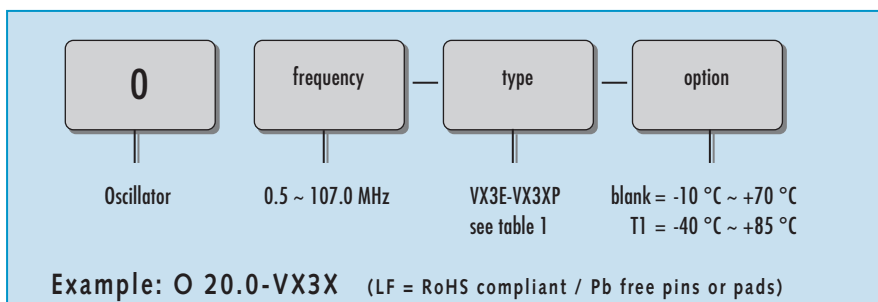 O
frequency
—
type
—
option
Oscillator
0.5 ~ 107.0 MHz
VX3E-VX3XP
see table 1
blank = -10 °C ~ +70 °C
T1 = -40 °C ~ +85 °C
Example: O 20.0-VX3X (LF = RoHS compliant / Pb free pins or pads)